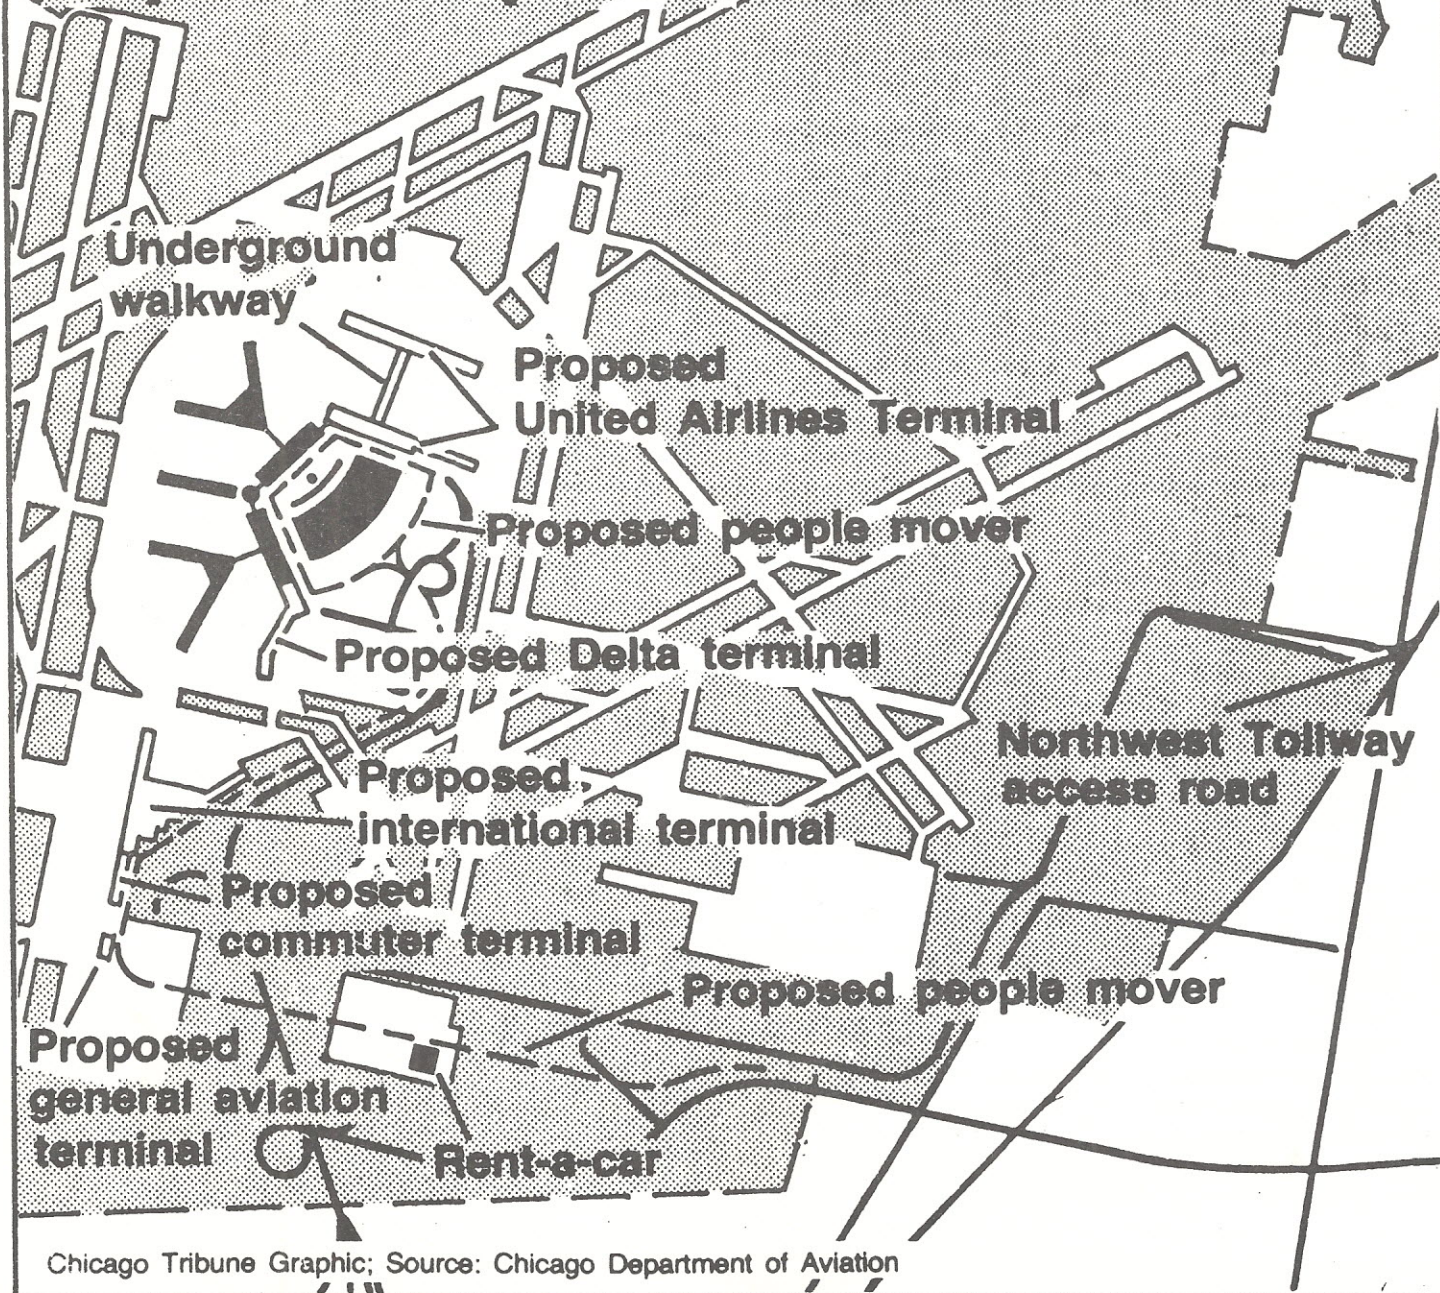 Underground
walkway
Proposed
United Airlines Terminal
Proposed people mover
Proposed Delta terminal
Northwest Tollway
access road
Proposed
international terminal
Proposed
commuter terminal
Proposed people mover
Proposed
general aviation
terminal
Rent-a-car
Chicago Tribune Graphic; Source: Chicago Department of Aviation